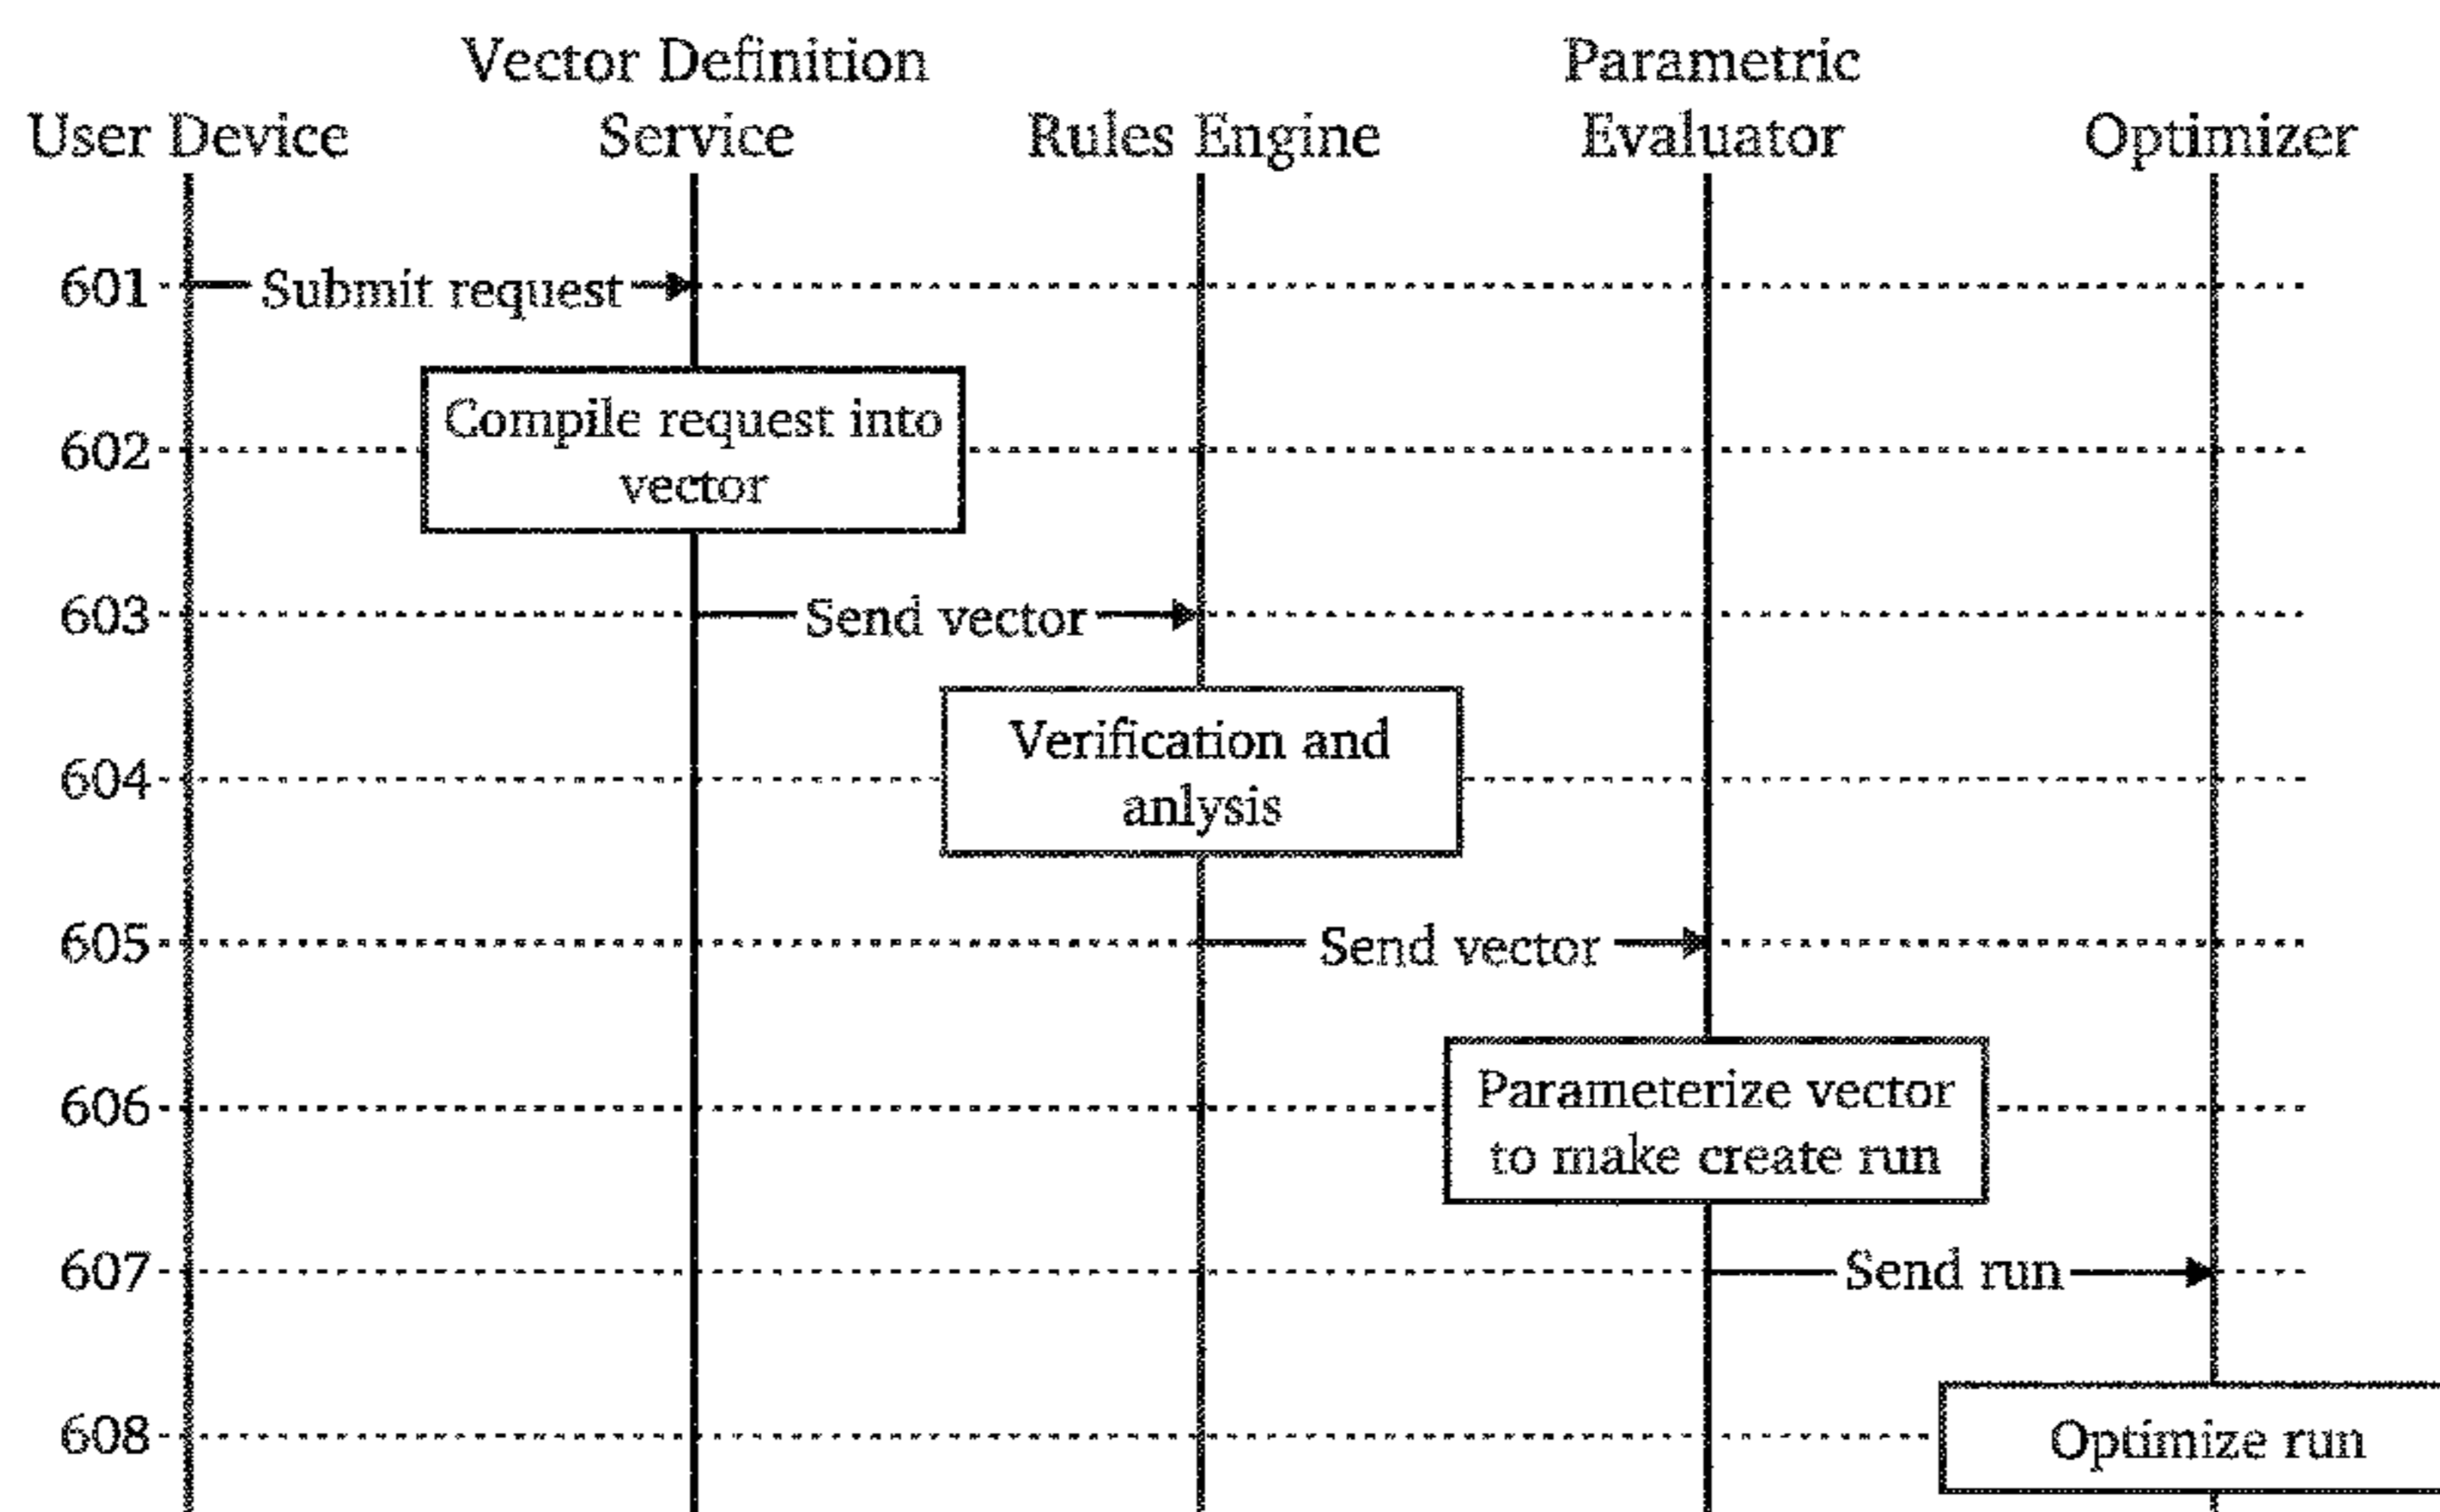 Vector Definition
Parametric
User Device
Service
Rules Engine
Evaluator
Optimizer
601
Submit request
Compile request into
602
vector
603
Send vector
Verification and
604
anlysis
605
Send vector
606
Parameterize vector
to make create run
607
Send run
608
Optimize run